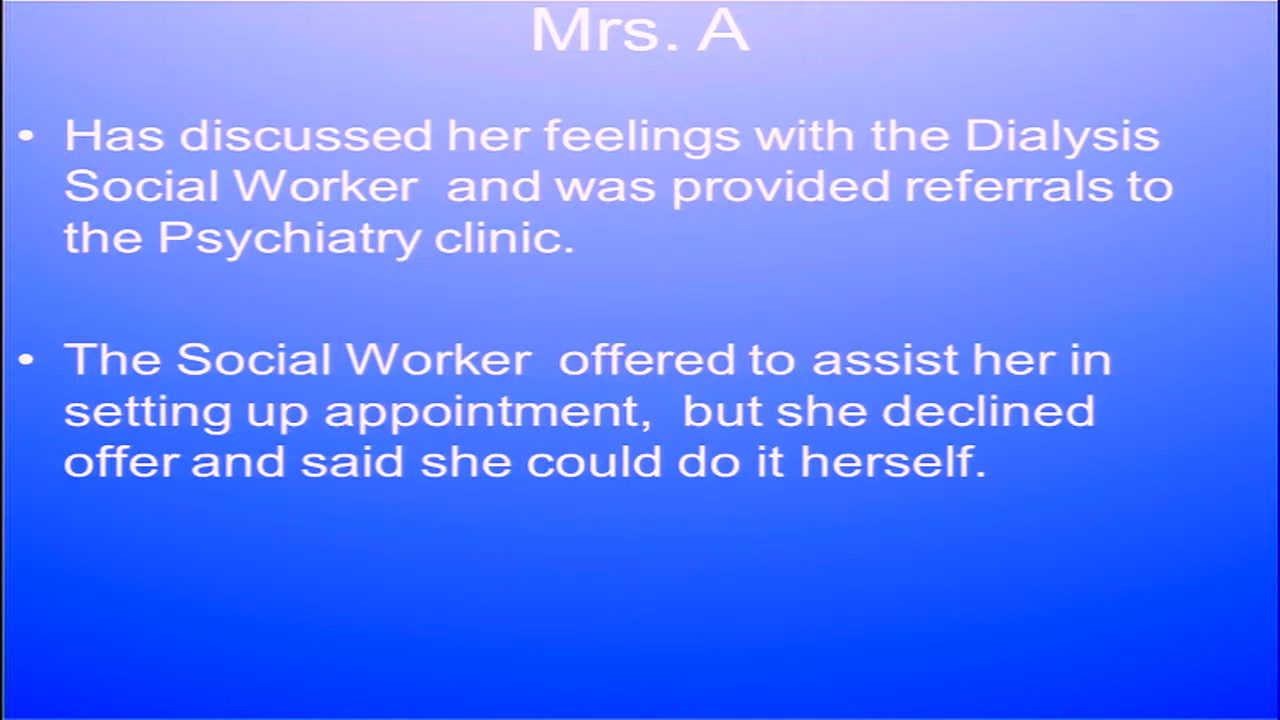 Mrs. A
• Has discussed her feelings with the Dialysis
Social Worker  and was provided referrals to
the Psychiatry clinic.
• The Social Worker  offered to assist her in
setting up appointment,  but she declined
offer and said she could do it herself.